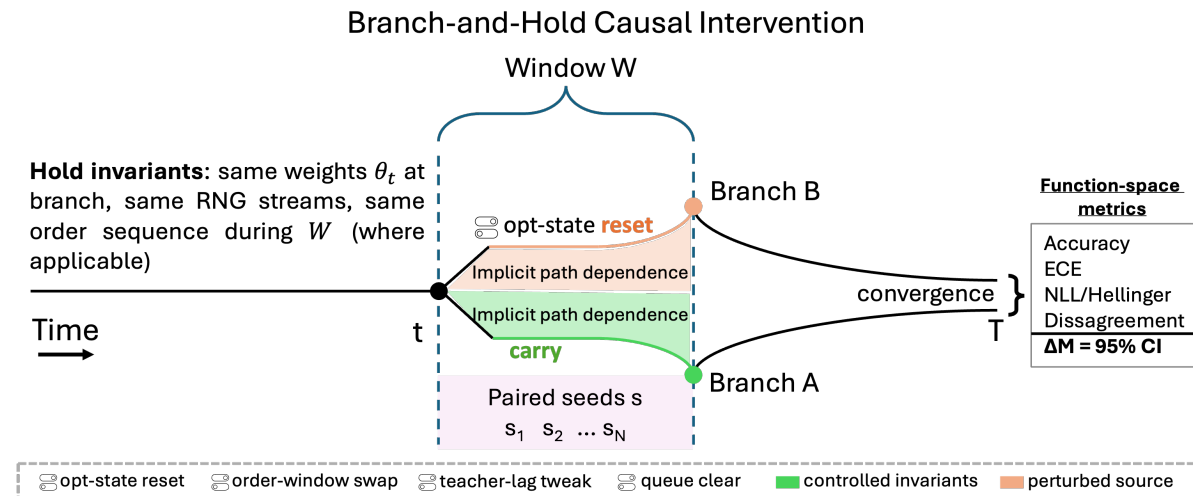 Branch-and-Hold Causal Intervention
Window W
Hold invariants: same weights θ_t at
branch, same RNG streams, same
order sequence during W (where
applicable)
Time
t
opt-state reset
Implicit path dependence
Implicit path dependence
carry
Branch B
Branch A
convergence
T
Paired seeds s
s₁ s₂ ... s_N
Function-space
metrics
Accuracy
ECE
NLL/Hellinger
Disagreement
ΔM = 95% CI
opt-state reset order-window swap teacher-lag tweak queue clear controlled invariants perturbed source